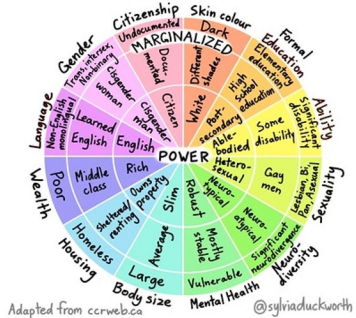 Citizenship
Undocumented
Documented
Citizen
Skin colour
Dark
Different shades
White
Formal Education
Elementary education
High school education
Post-secondary
Ability
Significant disability
Some disability
Able-bodied
Sexuality
Lesbian, Bi, Pan, Asexual
Gay men
Hetero-sexual
Neuro-diversity
Significant neurodivergence
Neuro-atypical
Neuro-typical
Mental Health
Vulnerable
Mostly stable
Robust
Body size
Large
Average
Slim
Housing
Homeless
Sheltered/renting
Owns property
Wealth
Poor
Middle class
Rich
Language
Non-English monolingual
Learned English
English
Gender
Trans, intersex, Nonbinary
Cisgender woman
Cisgender man
MARGINALIZED
POWER
Adapted from ccrweb.ca
@sylviaduckworth